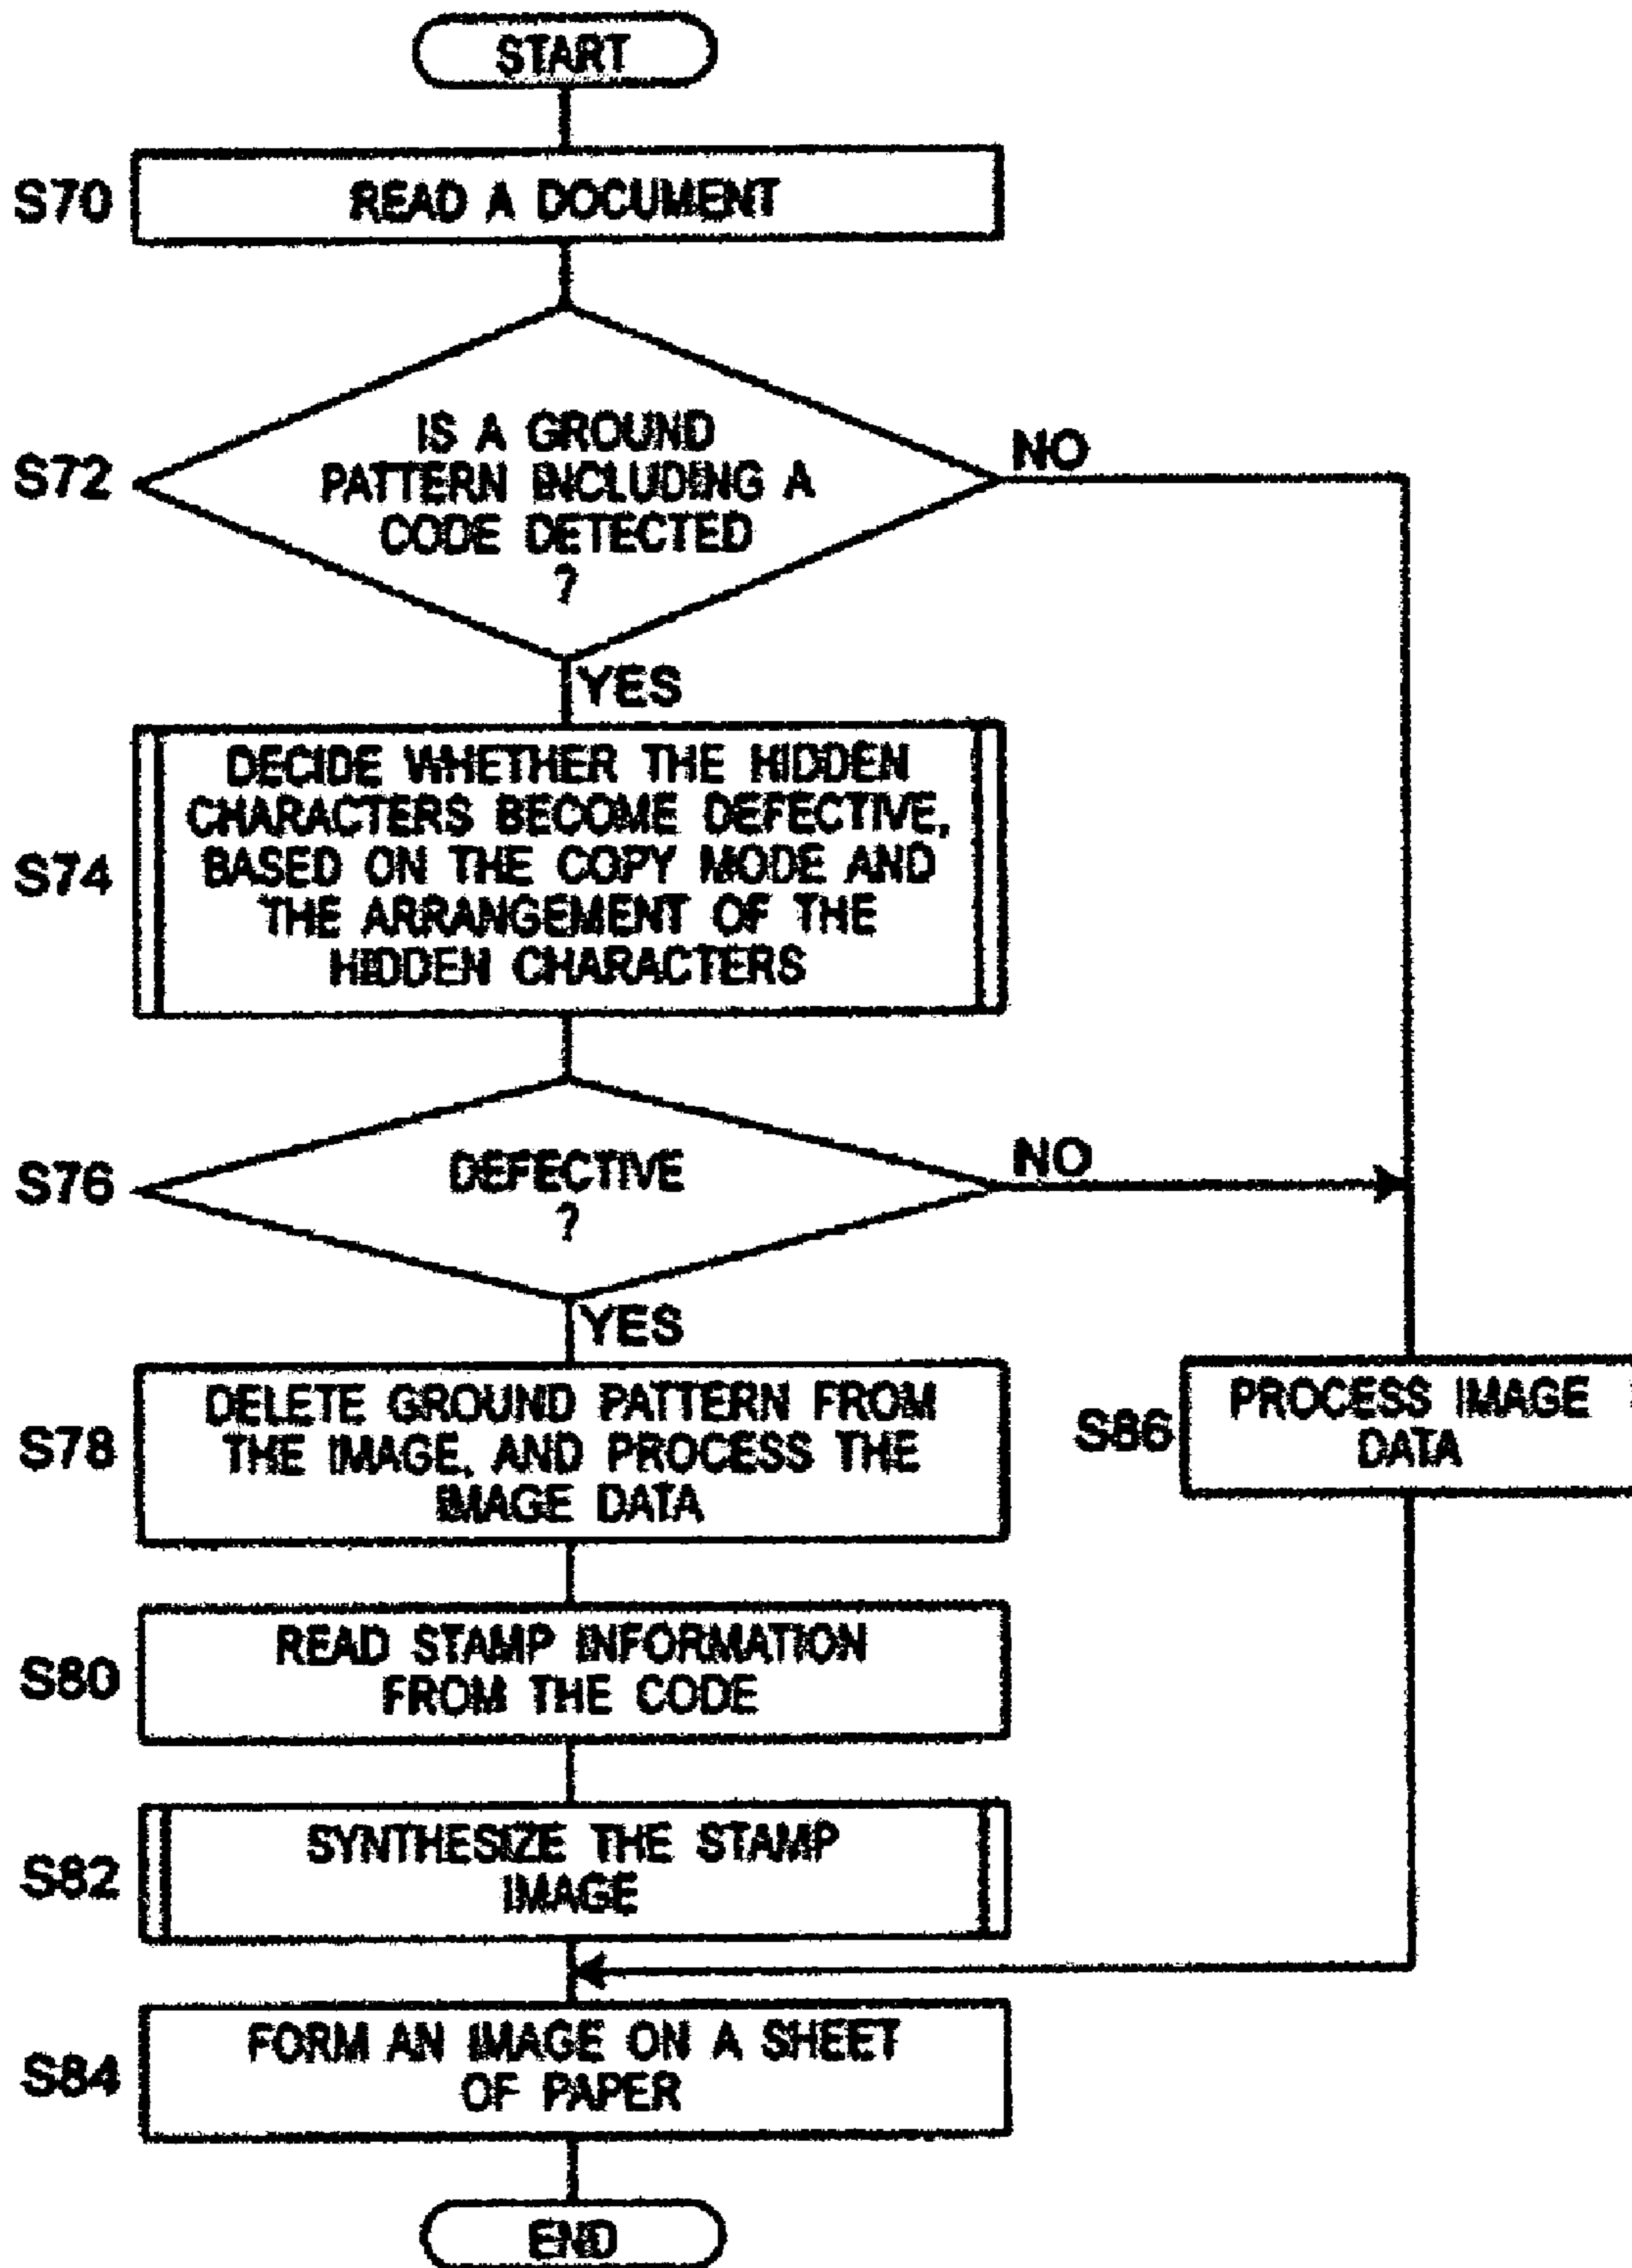 START
S70
READ A DOCUMENT
S72
IS A GROUND
PATTERN INCLUDING A
CODE DETECTED
?
NO
YES
S74
DECIDE WHETHER THE HIDDEN
CHARACTERS BECOME DEFECTIVE,
BASED ON THE COPY MODE AND
THE ARRANGEMENT OF THE
HIDDEN CHARACTERS
S76
DEFECTIVE
?
NO
YES
S78
DELETE GROUND PATTERN FROM
THE IMAGE, AND PROCESS THE
IMAGE DATA
S86
PROCESS IMAGE
DATA
S80
READ STAMP INFORMATION
FROM THE CODE
S82
SYNTHESIZE THE STAMP
IMAGE
S84
FORM AN IMAGE ON A SHEET
OF PAPER
END